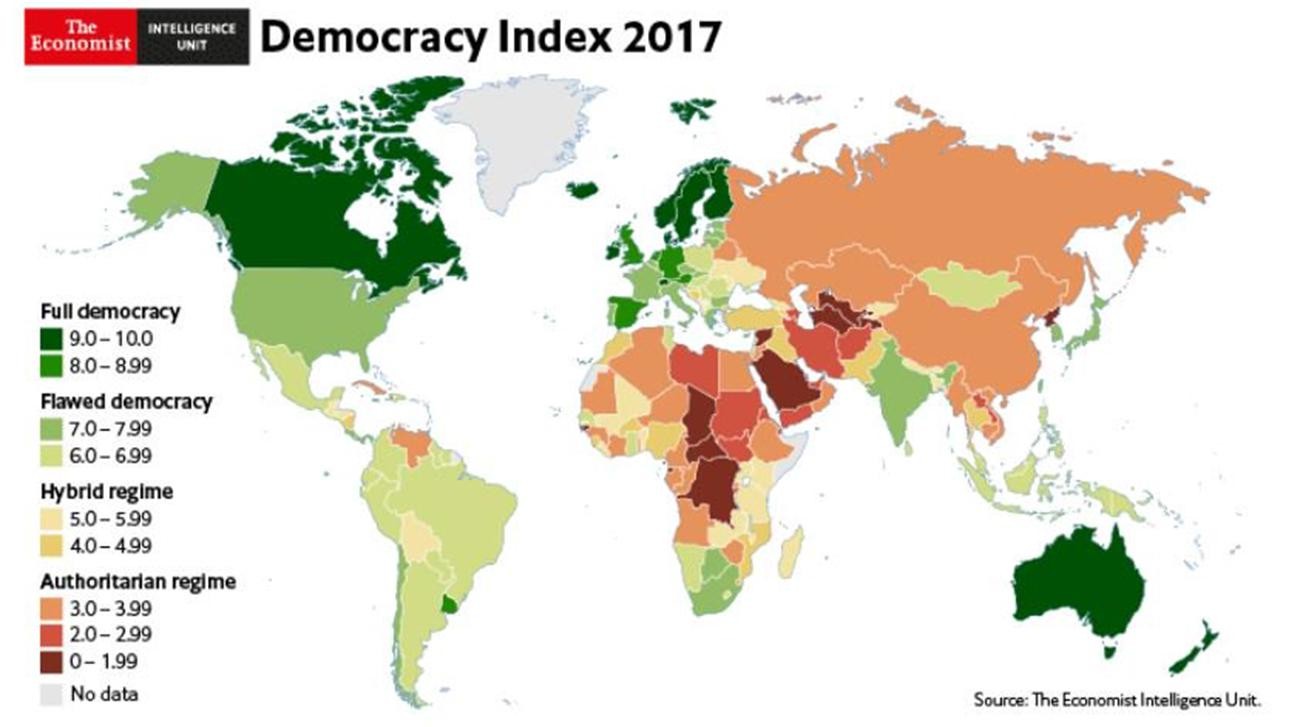 The
Economist
INTELLIGENCE
UNIT
Democracy Index 2017
Full democracy
9.0 – 10.0
8.0 – 8.99
Flawed democracy
7.0 – 7.99
6.0 – 6.99
Hybrid regime
5.0 – 5.99
4.0 – 4.99
Authoritarian regime
3.0 – 3.99
2.0 – 2.99
0 – 1.99
No data
Source: The Economist Intelligence Unit.